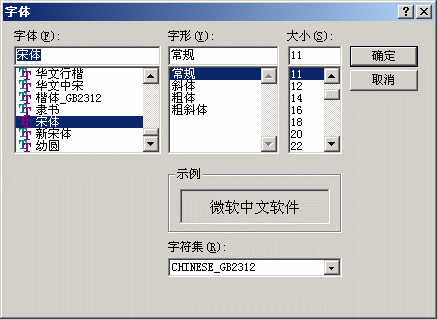 字体
字体(F):
宋体
华文行楷
华文中宋
楷体_GB2312
隶书
宋体
新宋体
幼圆
字形(Y):
常规
常规
斜体
粗体
粗斜体
大小(S):
11
11
12
14
16
18
20
22
确定
取消
示例
微软中文软件
字符集(R):
CHINESE_GB2312